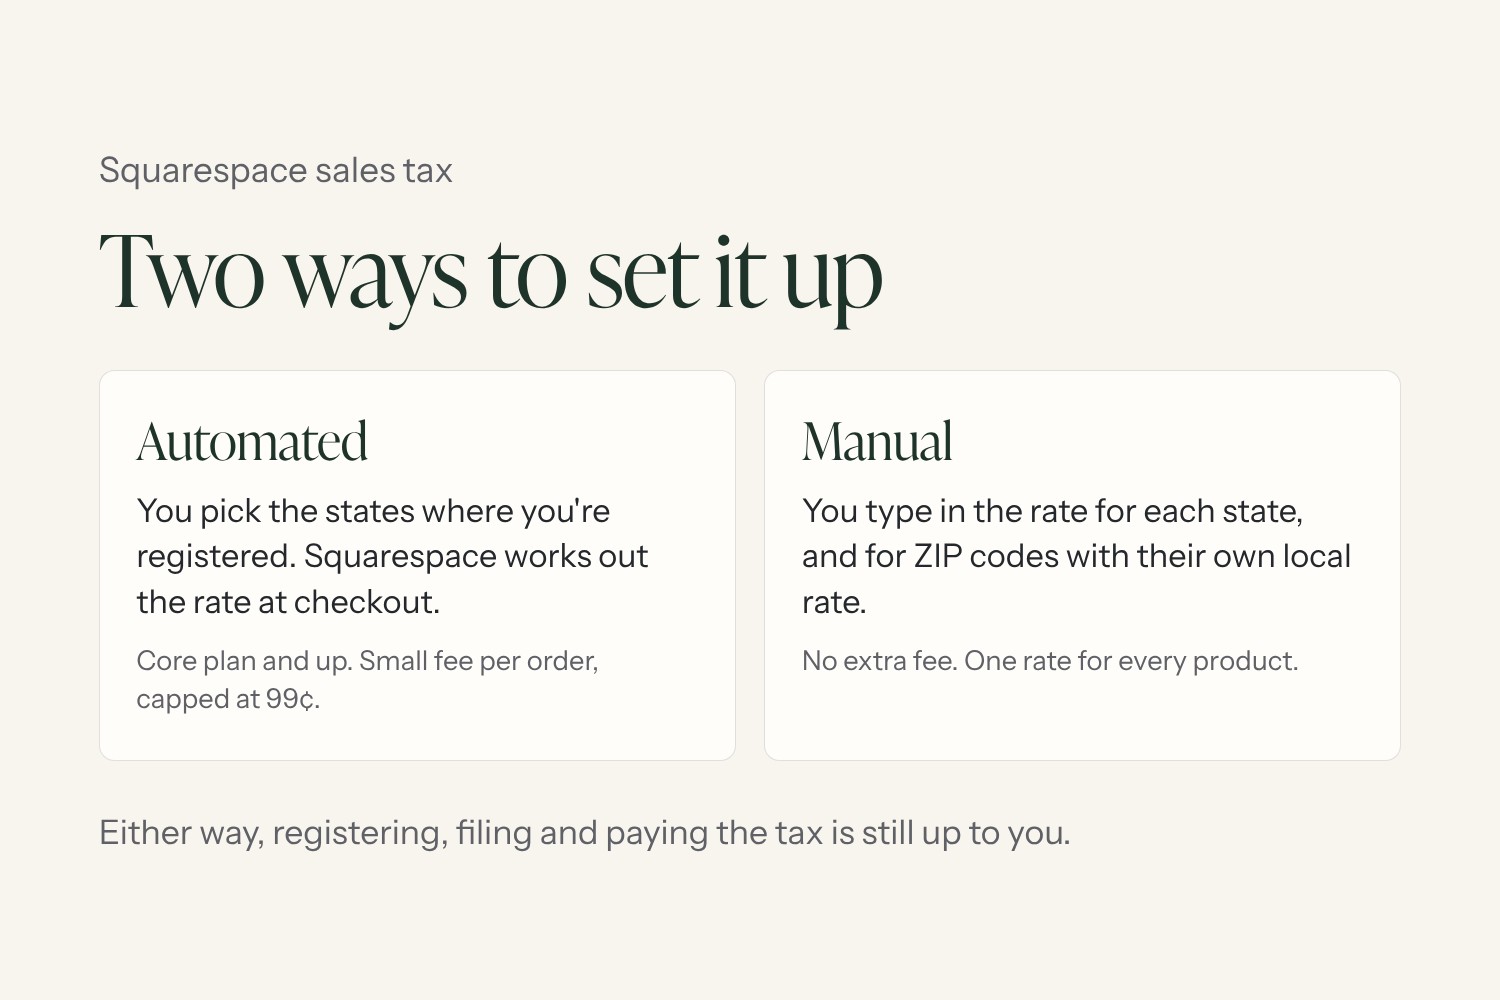 Squarespace sales tax
Two ways to set it up
Automated
You pick the states where you're
registered. Squarespace works out
the rate at checkout.
Core plan and up. Small fee per order,
capped at 99¢.
Manual
You type in the rate for each state,
and for ZIP codes with their own local
rate.
No extra fee. One rate for every product.
Either way, registering, filing and paying the tax is still up to you.